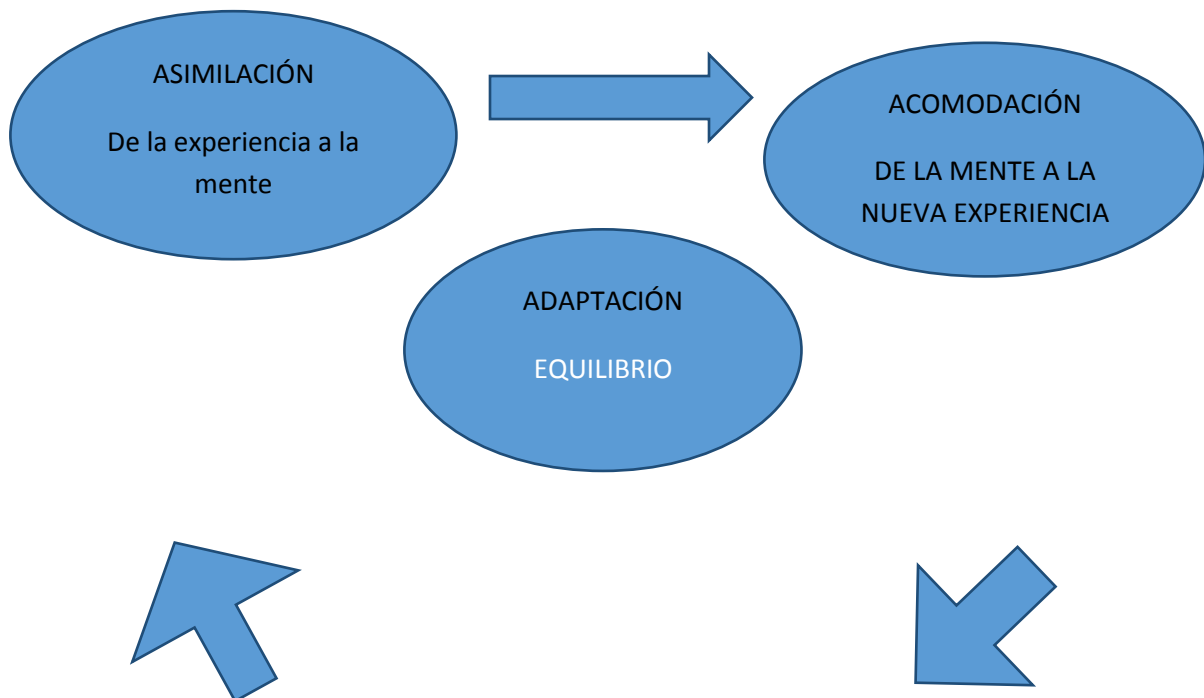 ASIMILACIÓN
De la experiencia a la
mente
ACOMODACIÓN
DE LA MENTE A LA
NUEVA EXPERIENCIA
ADAPTACIÓN
EQUILIBRIO